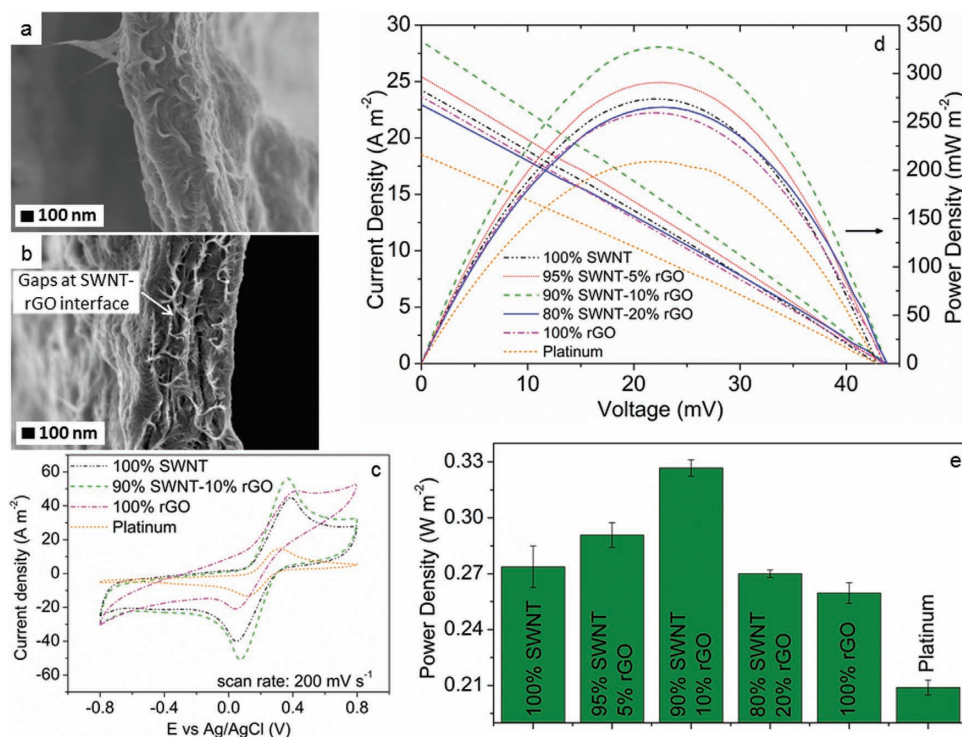 a
100 nm
b
Gaps at SWNT-
rGO interface
100 nm
c
100% SWNT
90% SWNT-10% rGO
100% rGO
Platinum
Current density (A m⁻²)
60
40
20
0
-20
-40
-60
scan rate: 200 mV s⁻¹
-0.8 -0.4 0.0 0.4 0.8
E vs Ag/AgCl (V)
d
Current Density (A m⁻²)
30
25
20
15
10
5
0
100% SWNT
95% SWNT-5% rGO
90% SWNT-10% rGO
80% SWNT-20% rGO
100% rGO
Platinum
0 10 20 30 40
Voltage (mV)
350
300
250
200
150
100
50
0
Power Density (mW m⁻²)
e
Power Density (W m⁻²)
0.33
0.30
0.27
0.24
0.21
100% SWNT
95% SWNT
5% rGO
90% SWNT
10% rGO
80% SWNT
20% rGO
100% rGO
Platinum